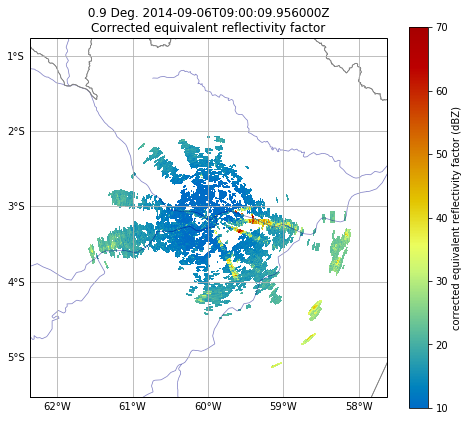 0.9 Deg. 2014-09-06T09:00:09.956000Z
Corrected equivalent reflectivity factor
1°S
2°S
3°S
4°S
5°S
62°W 61°W 60°W 59°W 58°W
70
60
50
40
30
20
10
corrected equivalent reflectivity factor (dBZ)